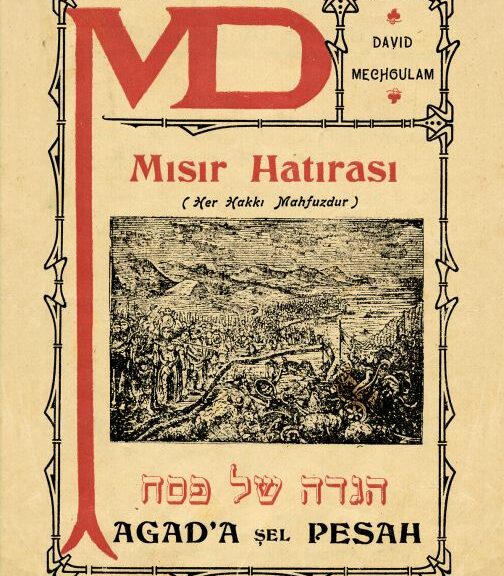 MD
DAVID
MECHOULAM
Mısır Hatırası
( Her Hakkı Mahfuzdur )
הגדה של פסח
AGAD'A ŞEL PESAH